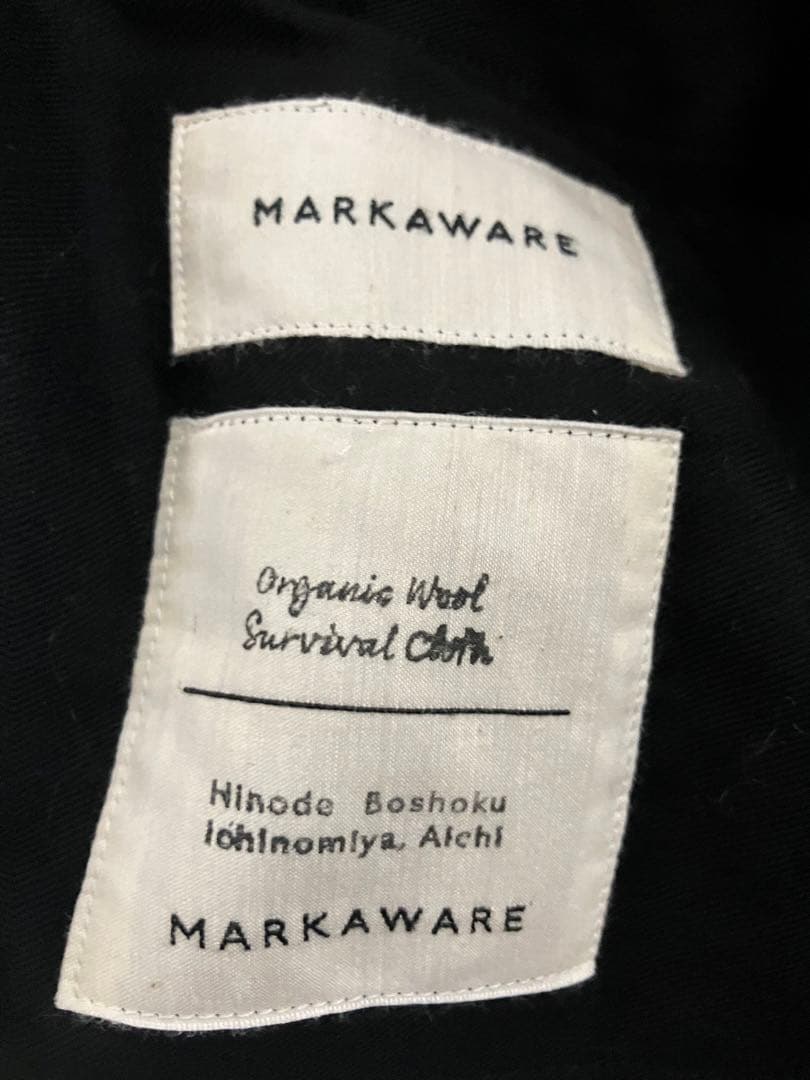 MARKAWARE
Organic Wool
Survival Cloth
Hinode Boshoku
Ichinomiya, Aichi
MARKAWARE